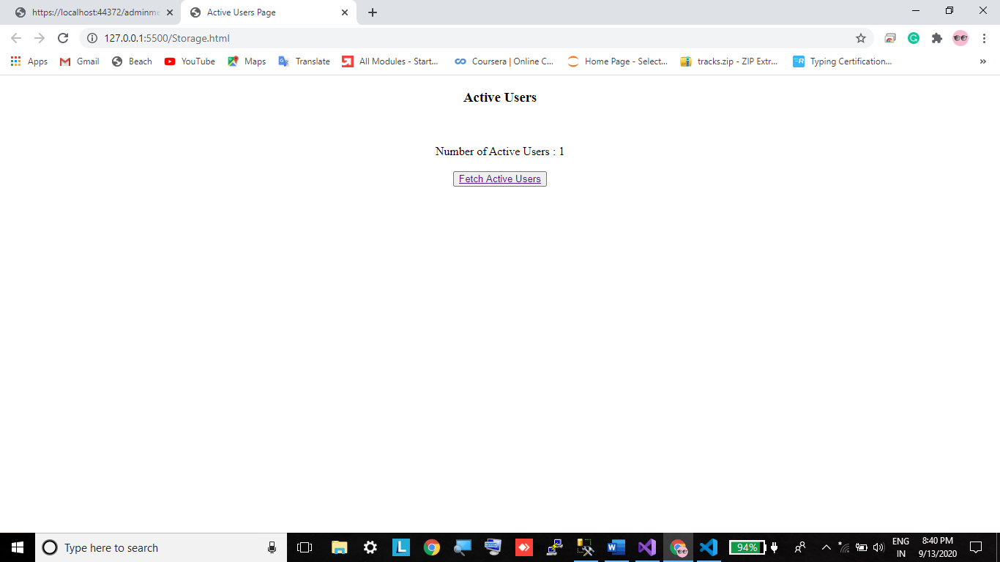 https://localhost:44372/adminme
Active Users Page
127.0.0.1:5500/Storage.html
Apps
Gmail
Beach
YouTube
Maps
Translate
All Modules - Start...
Coursera | Online C...
Home Page - Select...
tracks.zip - ZIP Extr...
Typing Certification...
Active Users
Number of Active Users : 1
Fetch Active Users
Type here to search
94%
ENG
IN
8:40 PM
9/13/2020